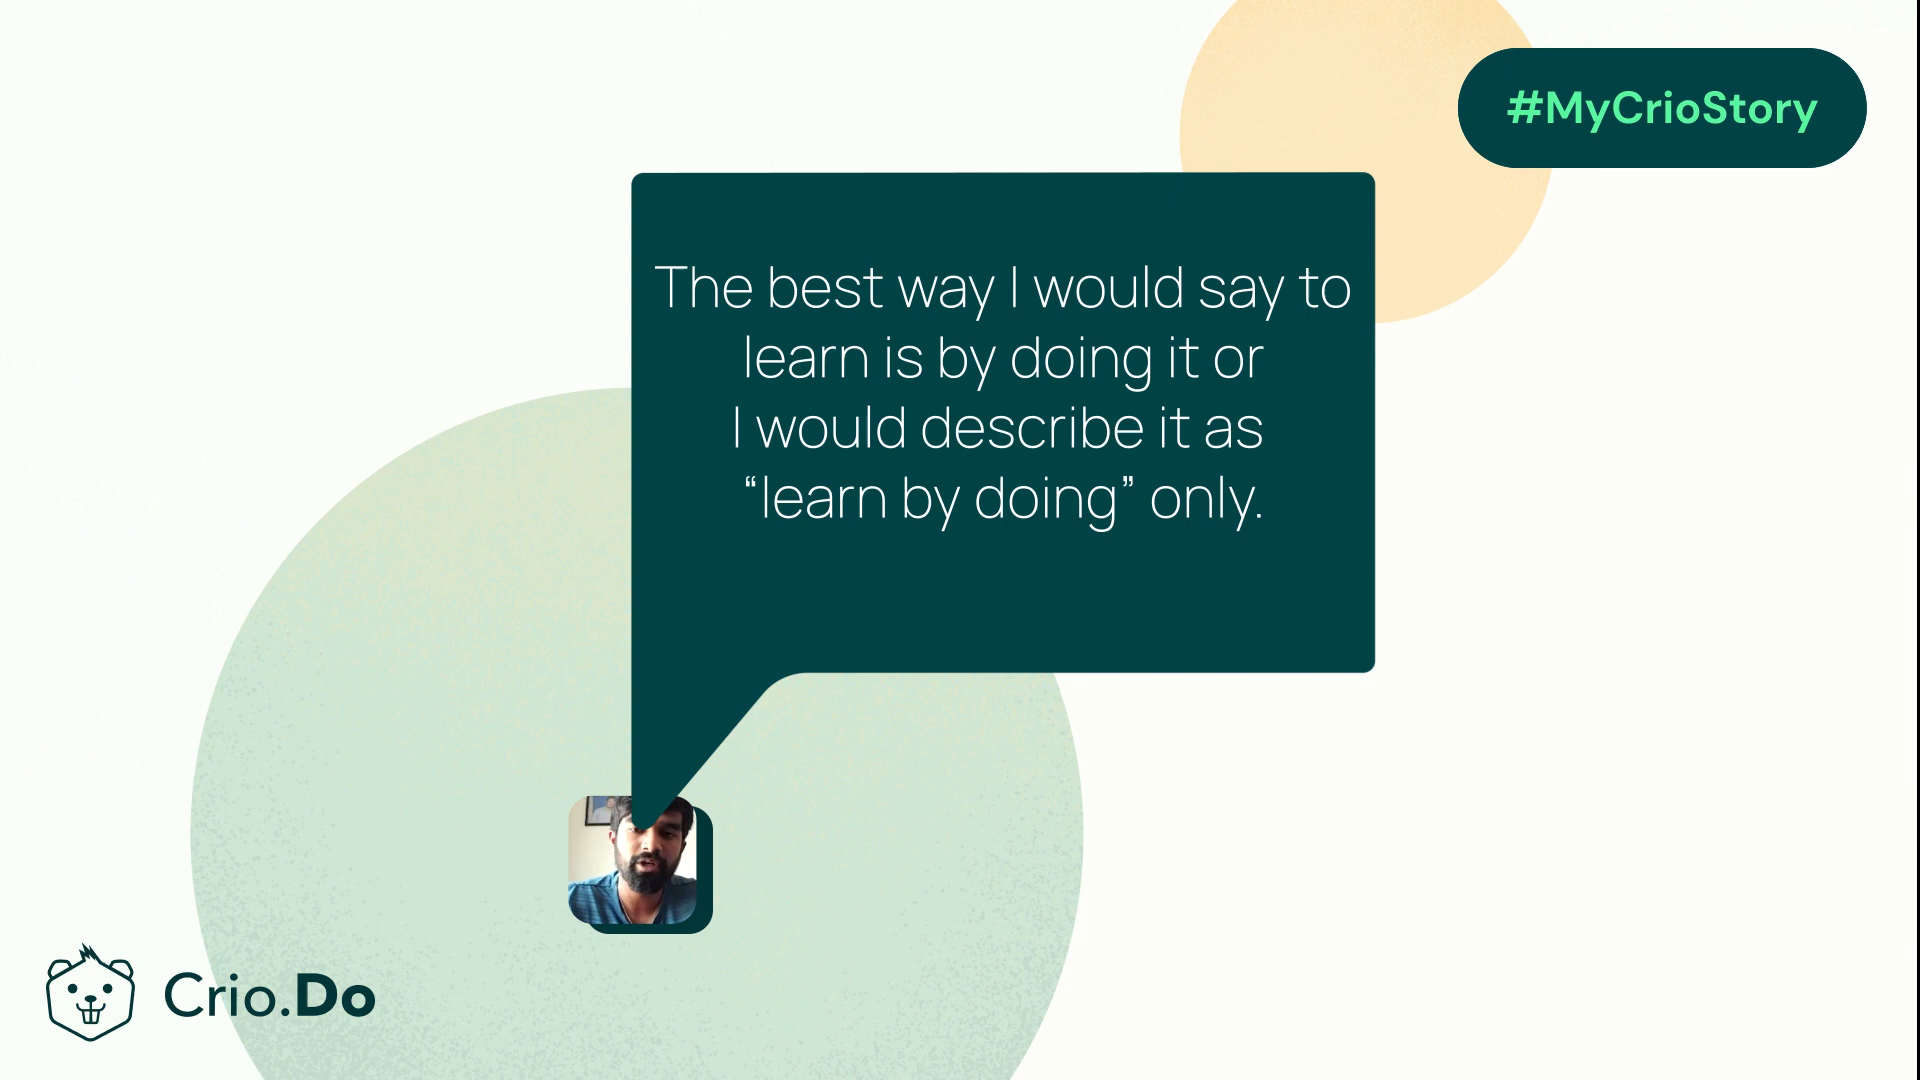 #MyCrioStory
The best way I would say to
learn is by doing it or
I would describe it as
“learn by doing” only.
Crio.Do